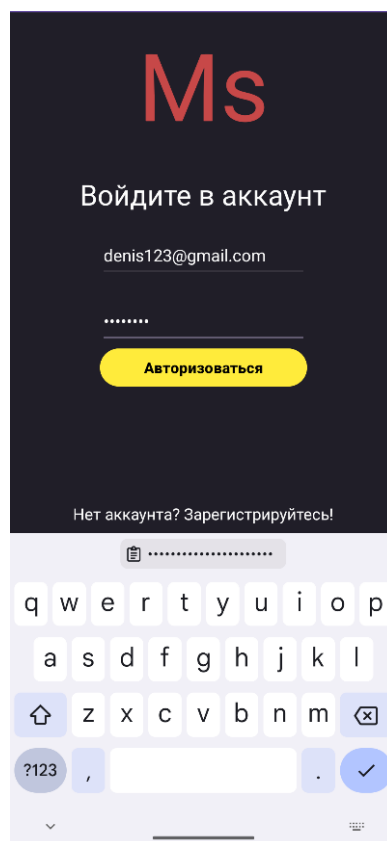 Ms
Войдите в аккаунт
denis123@gmail.com
••••••••
Авторизоваться
Нет аккаунта? Зарегистрируйтесь!
••••••••••••••••••••••
q w e r t y u i o p
a s d f g h j k l
z x c v b n m
?123 , .